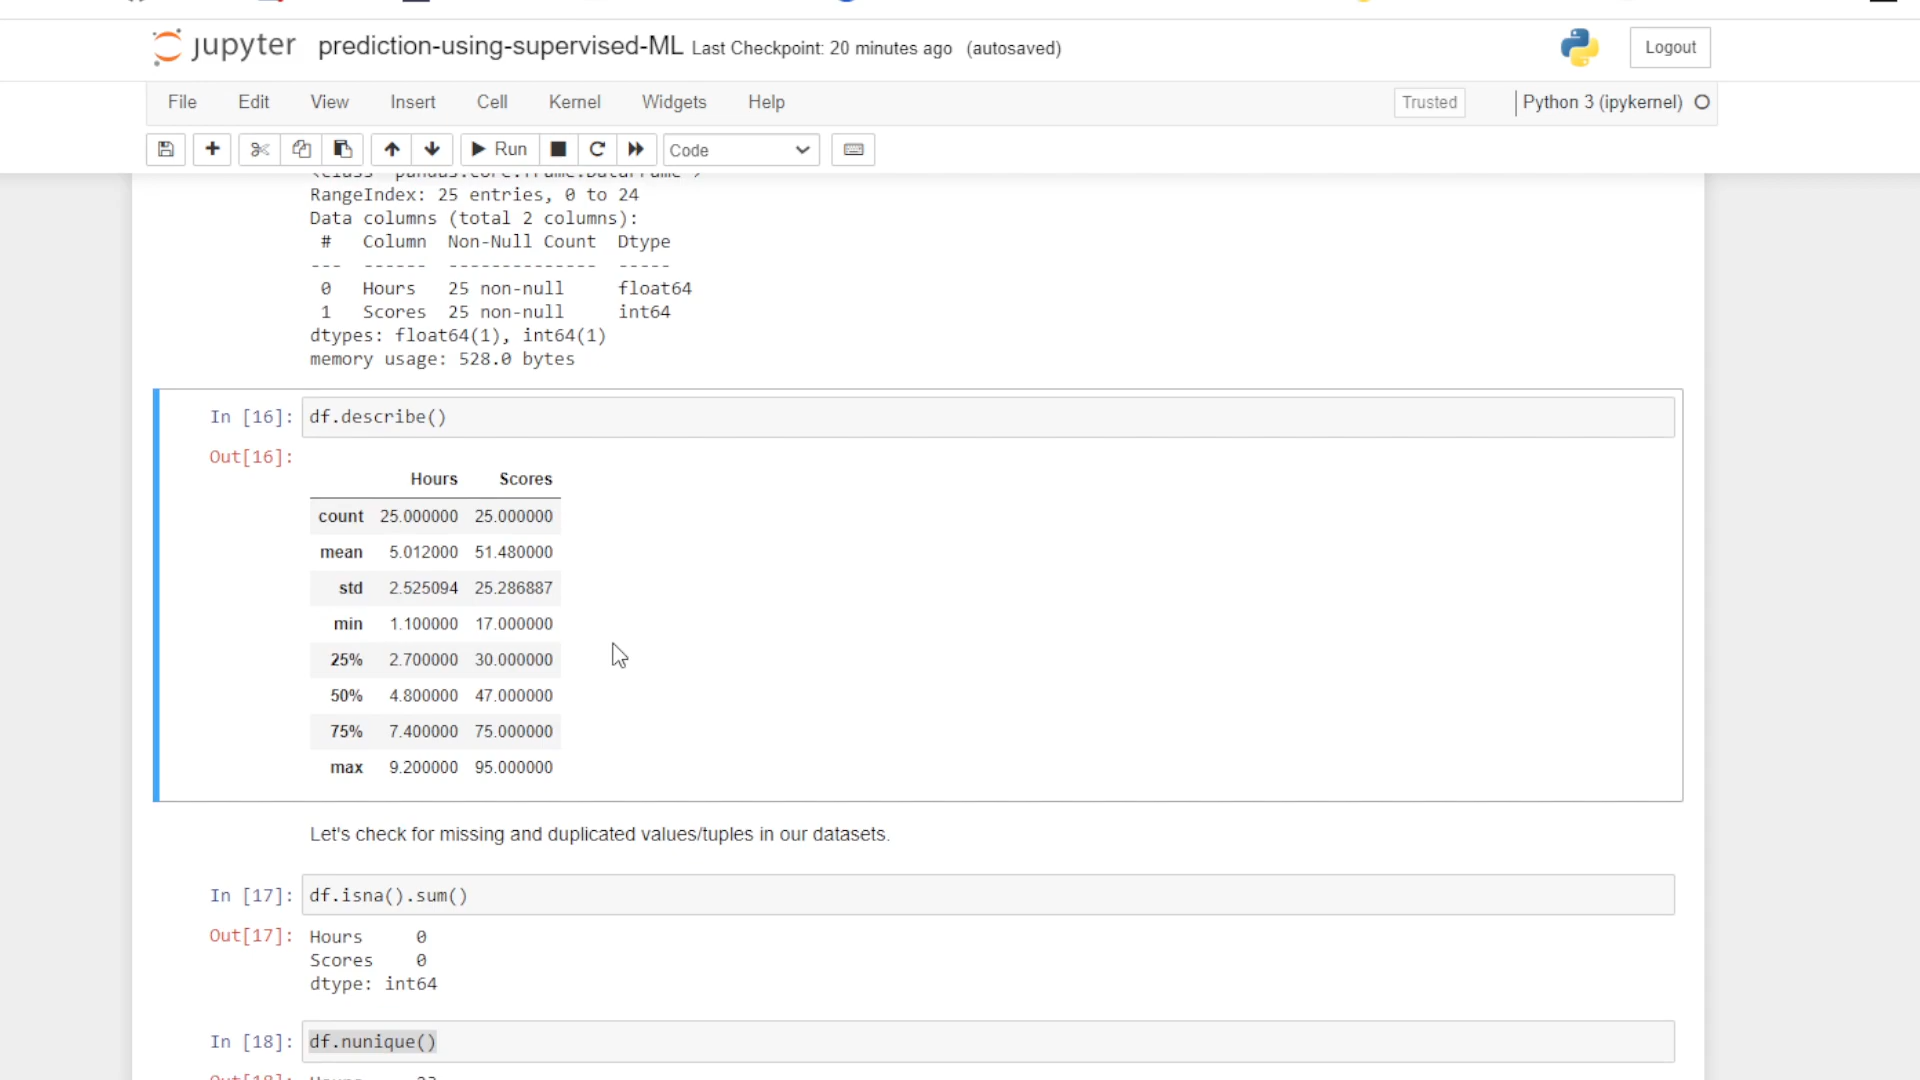 jupyter prediction-using-supervised-ML Last Checkpoint: 20 minutes ago (autosaved) Logout
File Edit View Insert Cell Kernel Widgets Help Trusted Python 3 (ipykernel)
Run Code
RangeIndex: 25 entries, 0 to 24
Data columns (total 2 columns):
# Column Non-Null Count Dtype
--- ------ -------------- -----
0 Hours 25 non-null float64
1 Scores 25 non-null int64
dtypes: float64(1), int64(1)
memory usage: 528.0 bytes
In [16]: df.describe()
Out[16]:
Hours Scores
count 25.000000 25.000000
mean 5.012000 51.480000
std 2.525094 25.286887
min 1.100000 17.000000
25% 2.700000 30.000000
50% 4.800000 47.000000
75% 7.400000 75.000000
max 9.200000 95.000000
Let's check for missing and duplicated values/tuples in our datasets.
In [17]: df.isna().sum()
Out[17]: Hours 0
Scores 0
dtype: int64
In [18]: df.nunique()